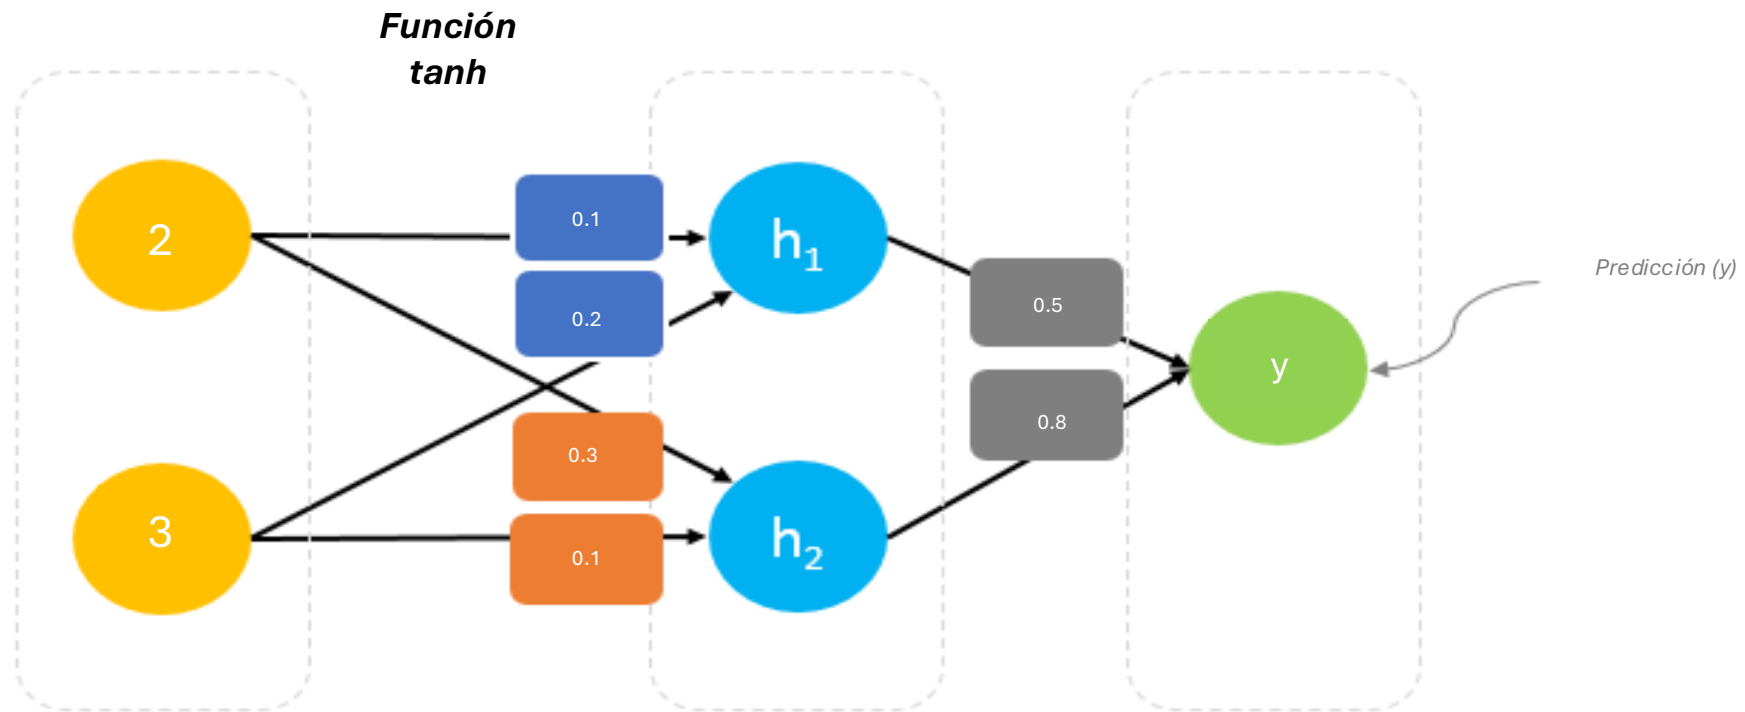 Función
tanh
2
0.1
h₁
0.2
0.5
Predicción (y)
y
0.8
0.3
3
0.1
h₂